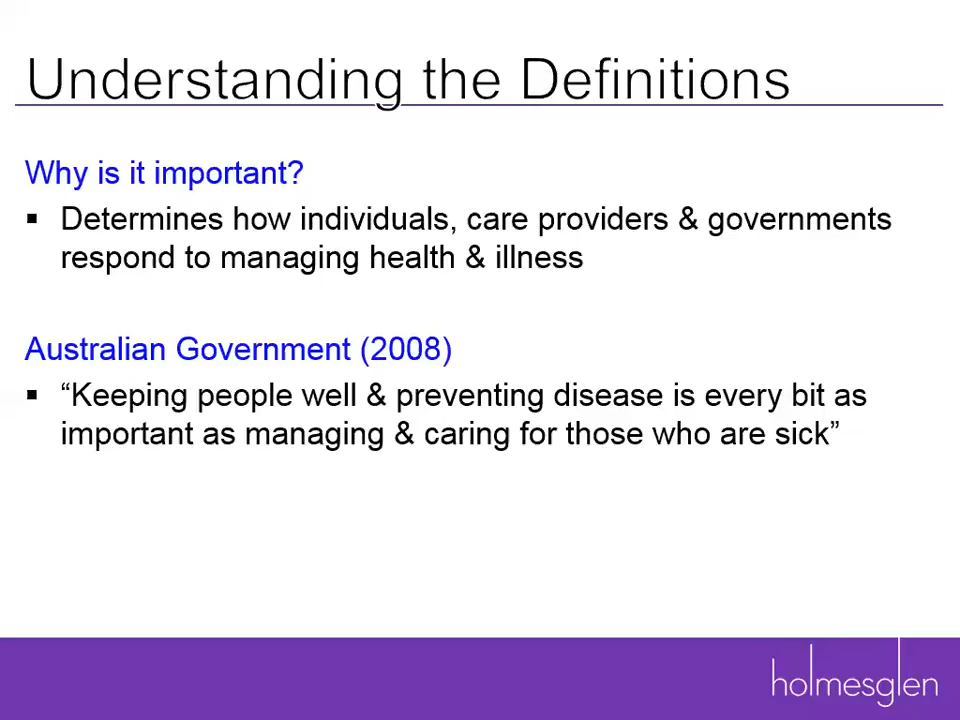 Understanding the Definitions
Why is it important?
▪ Determines how individuals, care providers & governments
respond to managing health & illness
Australian Government (2008)
▪ “Keeping people well & preventing disease is every bit as
important as managing & caring for those who are sick”
holmesglen